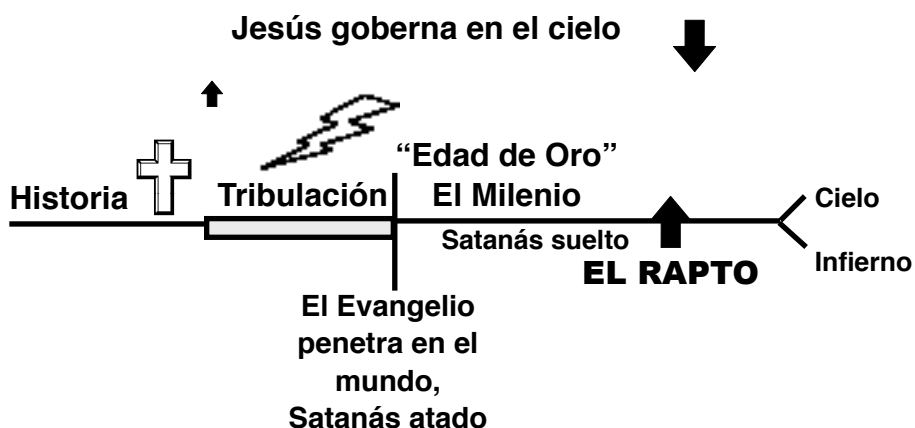 Jesús goberna en el cielo
“Edad de Oro”
Historia
Tribulación
El Milenio
Cielo
Satanás suelto
EL RAPTO
Infierno
El Evangelio
penetra en el
mundo,
Satanás atado